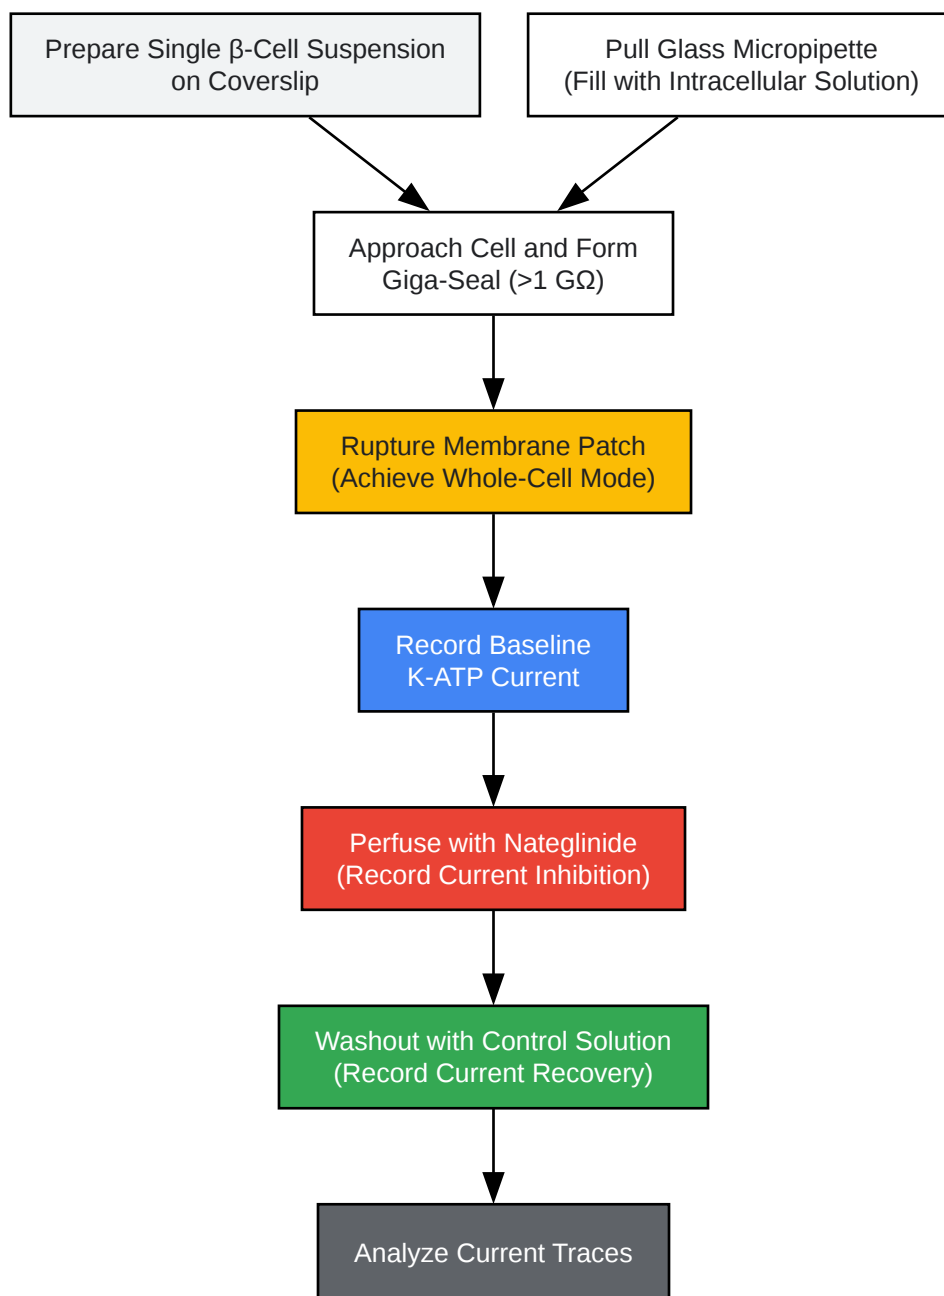 Prepare Single β-Cell Suspension
on Coverslip
Pull Glass Micropipette
(Fill with Intracellular Solution)
Approach Cell and Form
Giga-Seal (>1 GΩ)
Rupture Membrane Patch
(Achieve Whole-Cell Mode)
Record Baseline
K-ATP Current
Perfuse with Nateglinide
(Record Current Inhibition)
Washout with Control Solution
(Record Current Recovery)
Analyze Current Traces